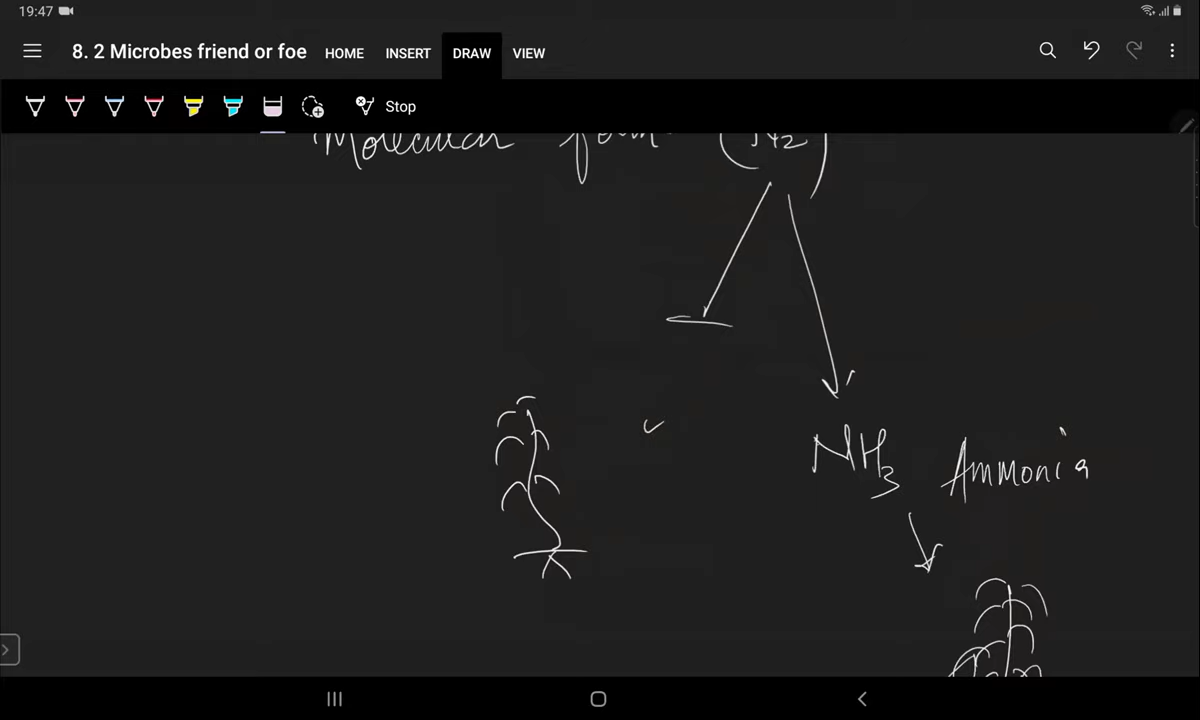 19:47
8. 2 Microbes friend or foe HOME INSERT DRAW VIEW
Stop
Molecular form (N2)
NH3 Ammonia